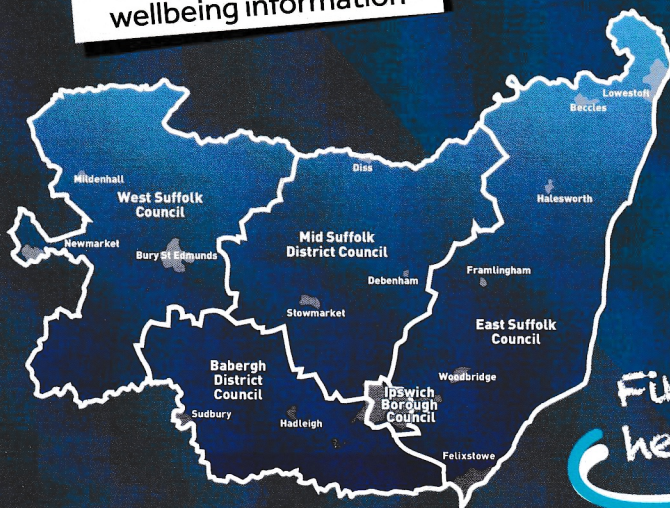 wellbeing information
Lowestoft
Beccles
Diss
Mildenhall
West Suffolk
Council
Halesworth
Newmarket
Mid Suffolk
District Council
Bury St Edmunds
Debenham
Framlingham
Stowmarket
East Suffolk
Council
Babergh
District
Council
Woodbridge
Ipswich
Borough
Council
Sudbury
Hadleigh
Felixstowe
he